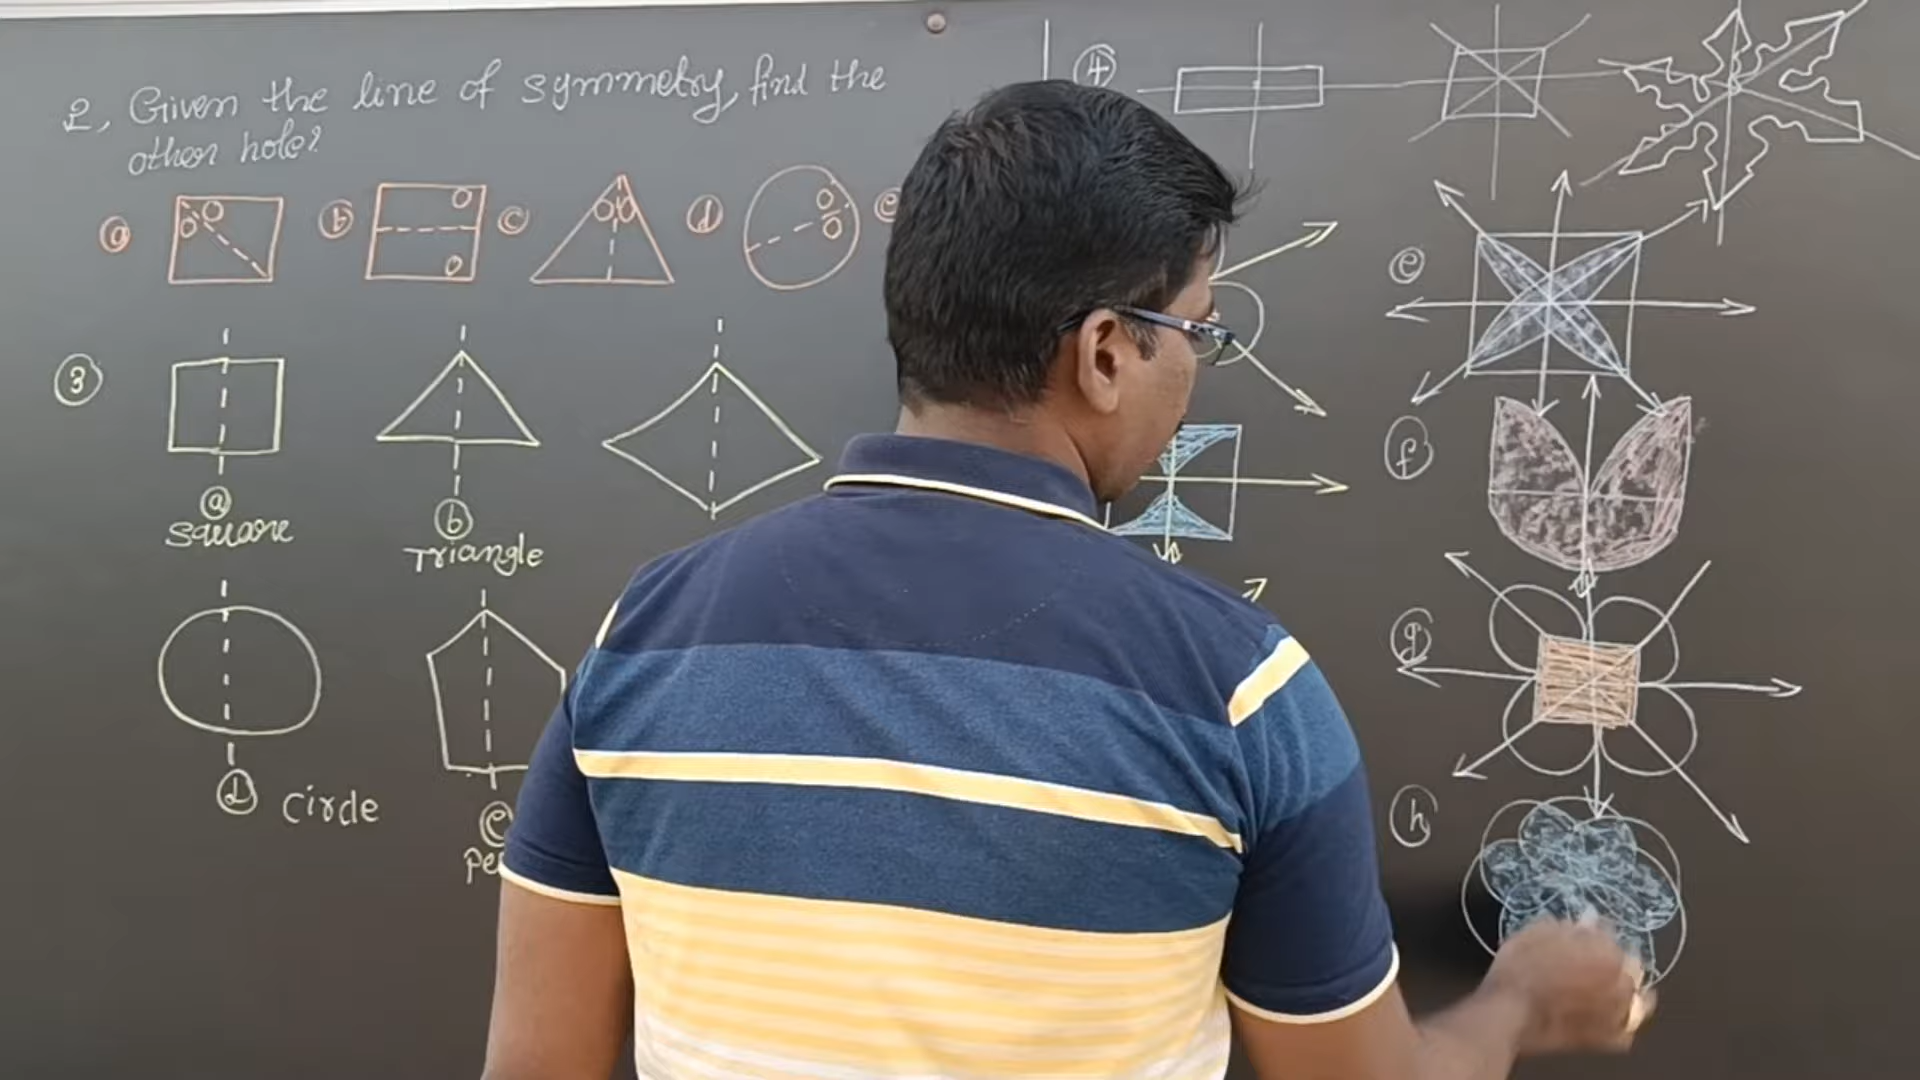 2, Given the line of symmetry, find the
other hole?
a b c d e
3
a b
Square Triangle
d Circle
e
4
e
f
g
h